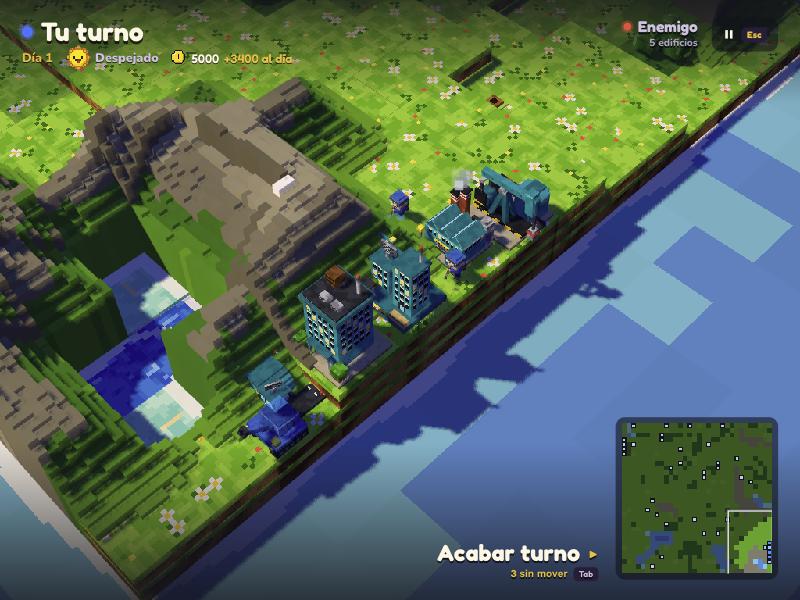 Tu turno
Día 1 Despejado 5000 +3400 al día
Enemigo
5 edificios
Esc
Acabar turno
3 sin mover Tab